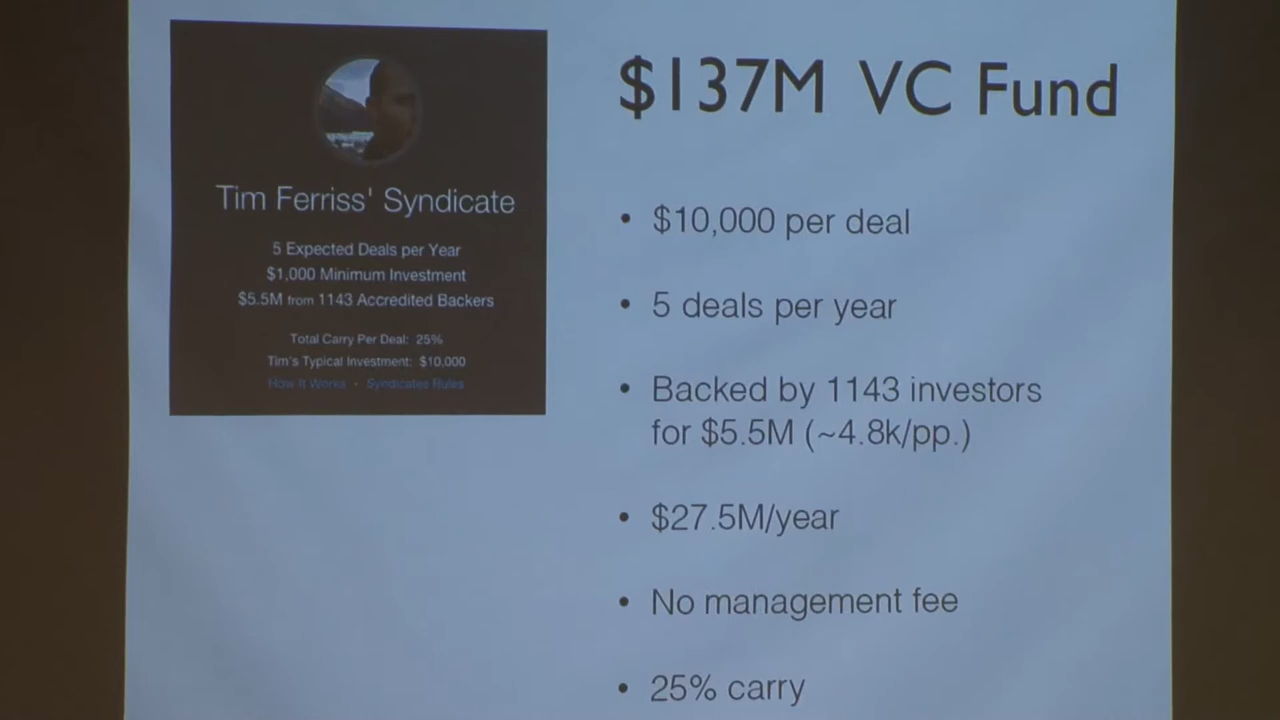 Tim Ferriss' Syndicate
5 Expected Deals per Year
$1,000 Minimum Investment
$5.5M from 1143 Accredited Backers
Total Carry Per Deal: 25%
Tim's Typical Investment: $10,000
How It Works · Syndicates Rules
$137M VC Fund
• $10,000 per deal
• 5 deals per year
• Backed by 1143 investors
for $5.5M (~4.8k/pp.)
• $27.5M/year
• No management fee
• 25% carry